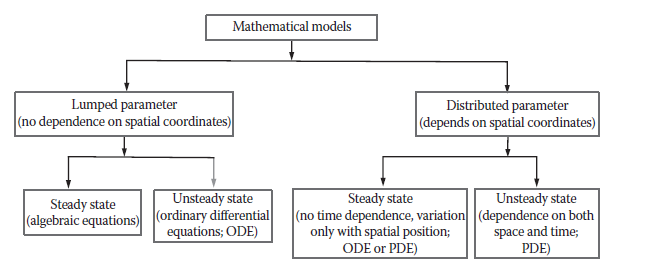 Mathematical models
Lumped parameter
(no dependence on spatial coordinates)
Distributed parameter
(depends on spatial coordinates)
Steady state
(algebraic equations)
Unsteady state
(ordinary differential
equations; ODE)
Steady state
(no time dependence, variation
only with spatial position;
ODE or PDE)
Unsteady state
(dependence on both
space and time;
PDE)